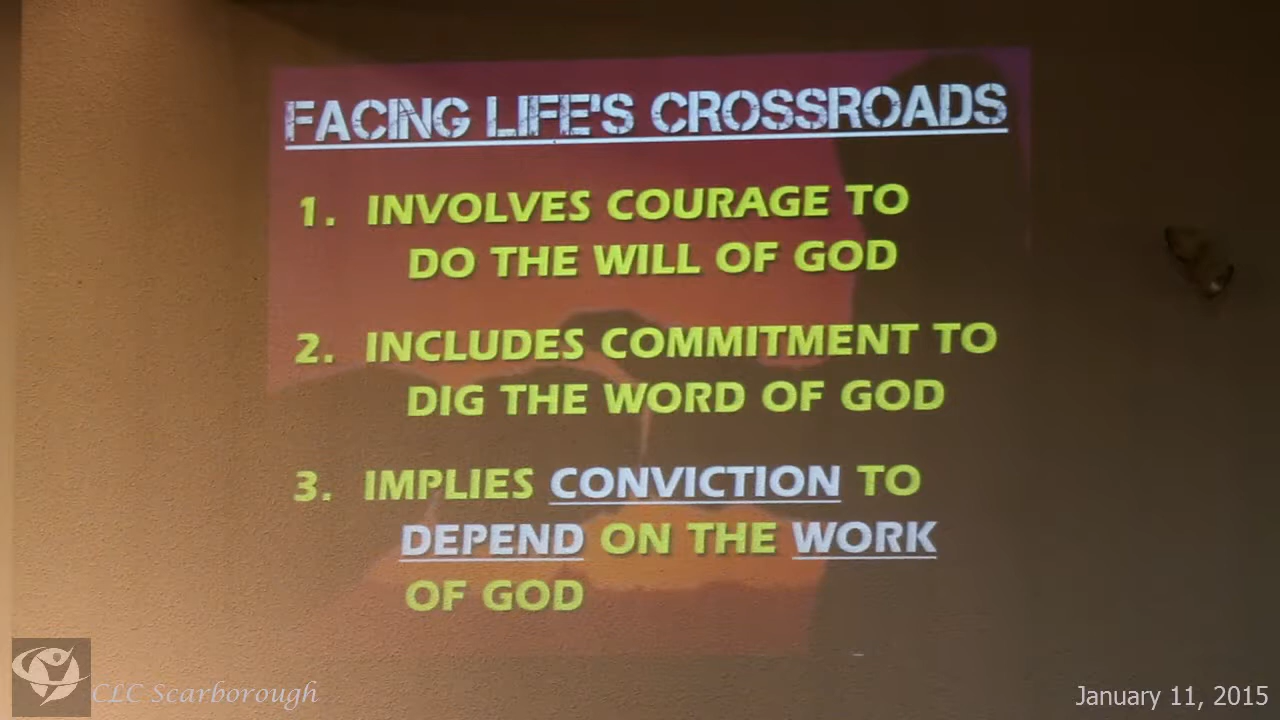 FACING LIFE'S CROSSROADS
1. INVOLVES COURAGE TO
DO THE WILL OF GOD
2. INCLUDES COMMITMENT TO
DIG THE WORD OF GOD
3. IMPLIES CONVICTION TO
DEPEND ON THE WORK
OF GOD
CLC Scarborough
January 11, 2015